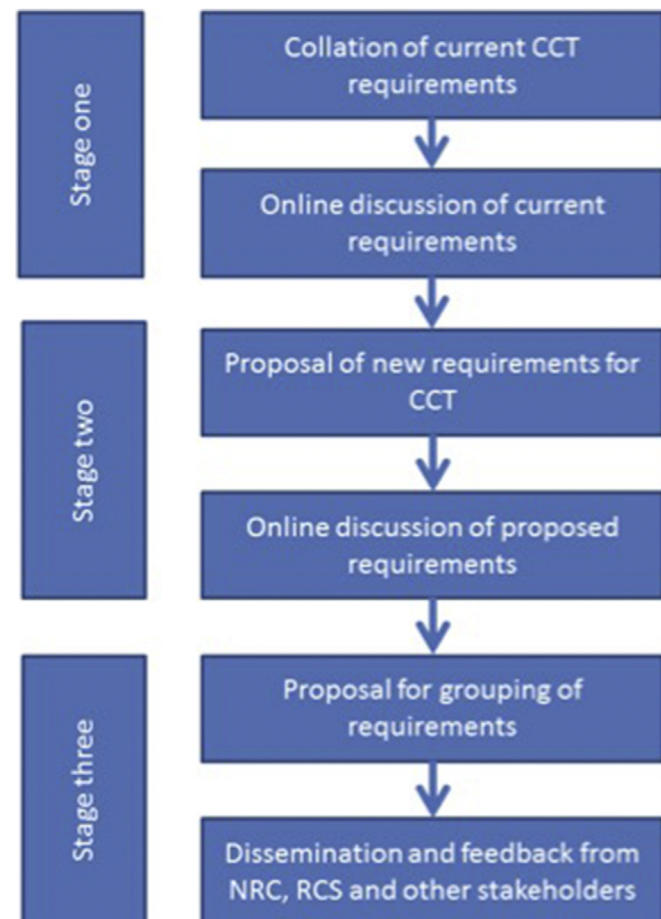 Stage one
Collation of current CCT
requirements
Online discussion of current
requirements
Stage two
Proposal of new requirements for
CCT
Online discussion of proposed
requirements
Stage three
Proposal for grouping of
requirements
Dissemination and feedback from
NRC, RCS and other stakeholders